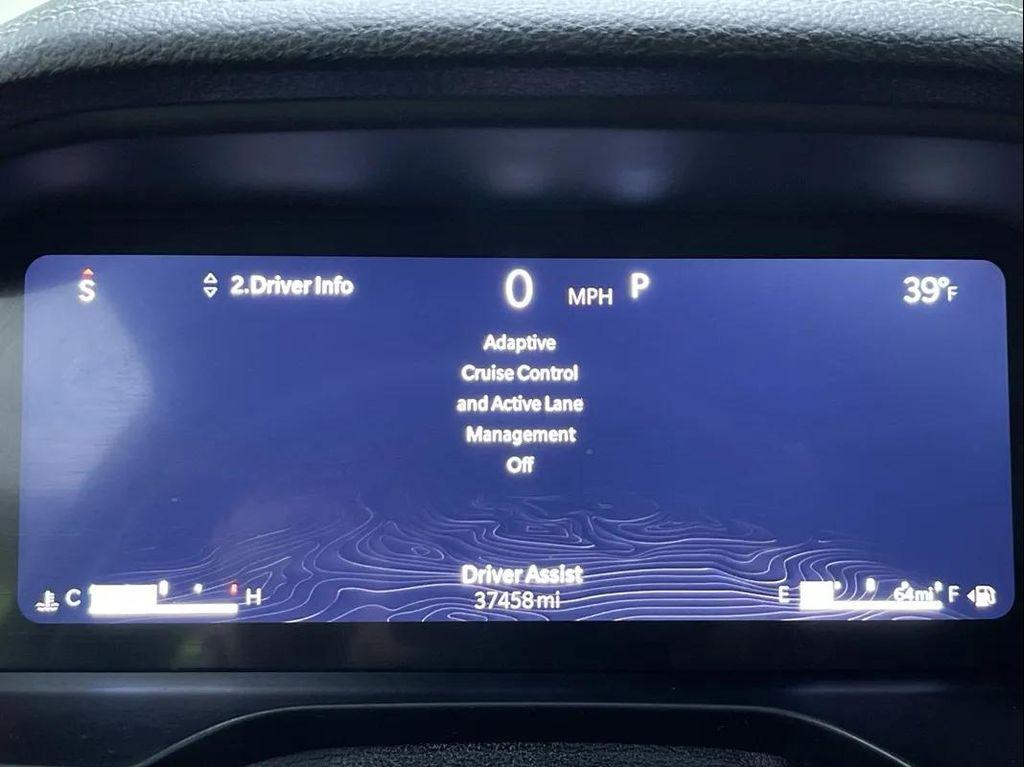 S
2.Driver Info
0 MPH P
39°F
Adaptive
Cruise Control
and Active Lane
Management
Off
Driver Assist
37458 mi
C H
E 64mi F